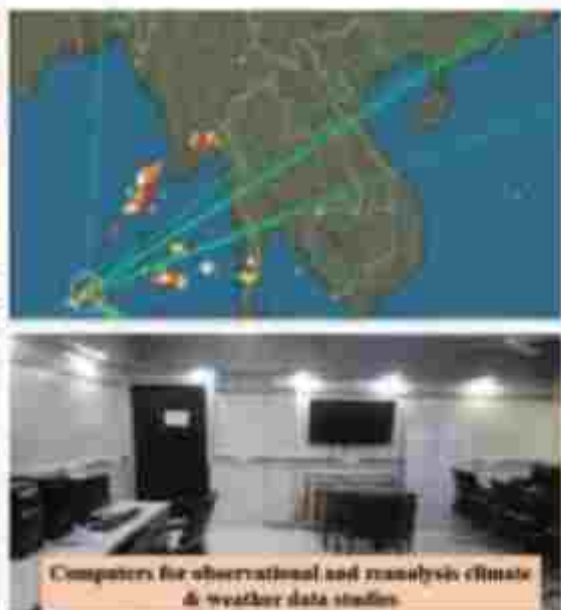 Computers for observational and reanalysis climate
& weather data studies